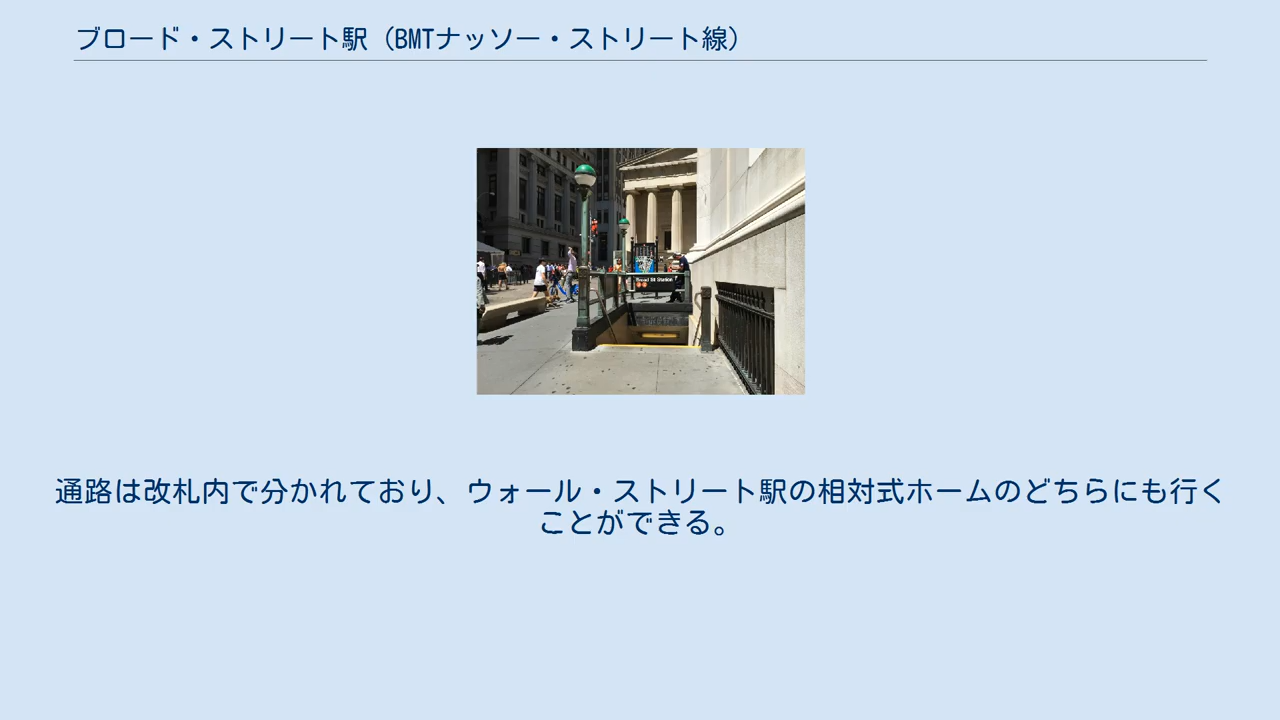 ブロード・ストリート駅（BMTナッソー・ストリート線）
Broad St Station
通路は改札内で分かれており、ウォール・ストリート駅の相対式ホームのどちらにも行く
ことができる。